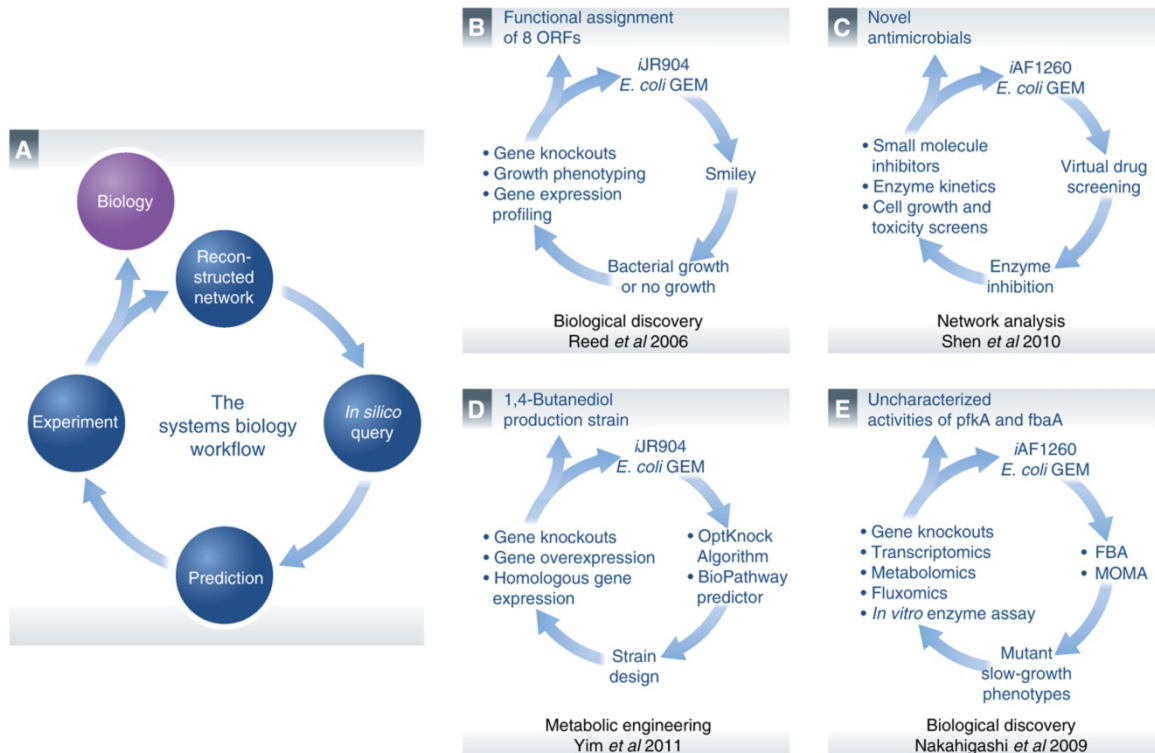 A
Biology
Recon-
structed
network
Experiment
The
systems biology
workflow
In silico
query
Prediction
B
Functional assignment
of 8 ORFs
iJR904
E. coli GEM
• Gene knockouts
• Growth phenotyping
• Gene expression
profiling
Smiley
Bacterial growth
or no growth
Biological discovery
Reed et al 2006
C
Novel
antimicrobials
iAF1260
E. coli GEM
• Small molecule
inhibitors
• Enzyme kinetics
• Cell growth and
toxicity screens
Virtual drug
screening
Enzyme
inhibition
Network analysis
Shen et al 2010
D
1,4-Butanediol
production strain
iJR904
E. coli GEM
• Gene knockouts
• Gene overexpression
• Homologous gene
expression
• OptKnock
Algorithm
• BioPathway
predictor
Strain
design
Metabolic engineering
Yim et al 2011
E
Uncharacterized
activities of pfkA and fbaA
iAF1260
E. coli GEM
• Gene knockouts
• Transcriptomics
• Metabolomics
• Fluxomics
• In vitro enzyme assay
• FBA
• MOMA
Mutant
slow-growth
phenotypes
Biological discovery
Nakahigashi et al 2009